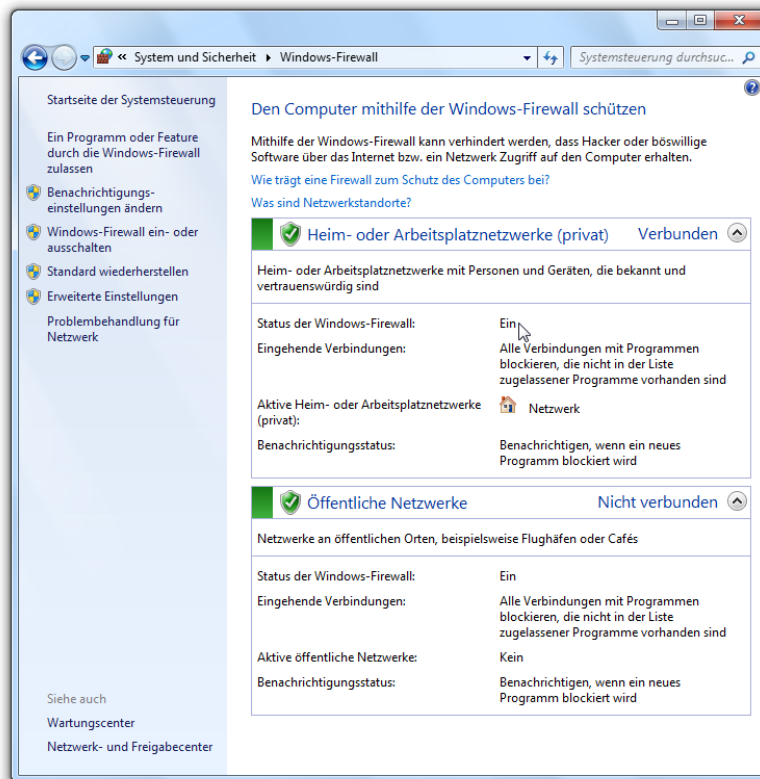 « System und Sicherheit Windows-Firewall
Systemsteuerung durchsuc...
Startseite der Systemsteuerung
Ein Programm oder Feature
durch die Windows-Firewall
zulassen
Benachrichtigungs-
einstellungen ändern
Windows-Firewall ein- oder
ausschalten
Standard wiederherstellen
Erweiterte Einstellungen
Problembehandlung für
Netzwerk
Siehe auch
Wartungscenter
Netzwerk- und Freigabecenter
Den Computer mithilfe der Windows-Firewall schützen
Mithilfe der Windows-Firewall kann verhindert werden, dass Hacker oder böswillige
Software über das Internet bzw. ein Netzwerk Zugriff auf den Computer erhalten.
Wie trägt eine Firewall zum Schutz des Computers bei?
Was sind Netzwerkstandorte?
Heim- oder Arbeitsplatznetzwerke (privat) Verbunden
Heim- oder Arbeitsplatznetzwerke mit Personen und Geräten, die bekannt und
vertrauenswürdig sind
Status der Windows-Firewall: Ein
Eingehende Verbindungen: Alle Verbindungen mit Programmen
blockieren, die nicht in der Liste
zugelassener Programme vorhanden sind
Aktive Heim- oder Arbeitsplatznetzwerke Netzwerk
(privat):
Benachrichtigungsstatus: Benachrichtigen, wenn ein neues
Programm blockiert wird
Öffentliche Netzwerke Nicht verbunden
Netzwerke an öffentlichen Orten, beispielsweise Flughäfen oder Cafés
Status der Windows-Firewall: Ein
Eingehende Verbindungen: Alle Verbindungen mit Programmen
blockieren, die nicht in der Liste
zugelassener Programme vorhanden sind
Aktive öffentliche Netzwerke: Kein
Benachrichtigungsstatus: Benachrichtigen, wenn ein neues
Programm blockiert wird